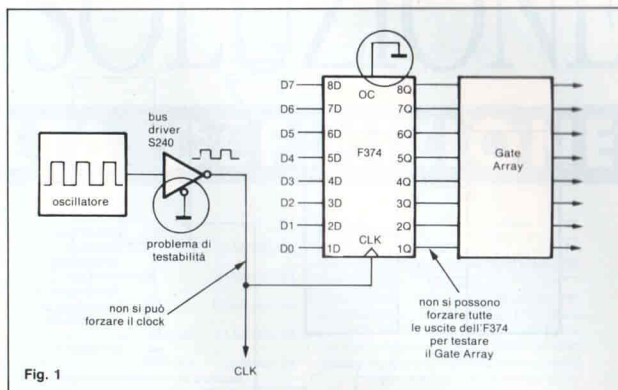 bus
driver
S240
oscillatore
problema di
testabilità
non si può
forzare il clock
CLK
OC
D7 8D 8Q
D6 7D 7Q
D5 6D 6Q
D4 5D F374 5Q
D3 4D 4Q
D2 3D 3Q
D1 2D CLK 2Q
D0 1D 1Q
Gate
Array
non si possono
forzare tutte
le uscite dell'F374
per testare
il Gate Array
Fig. 1